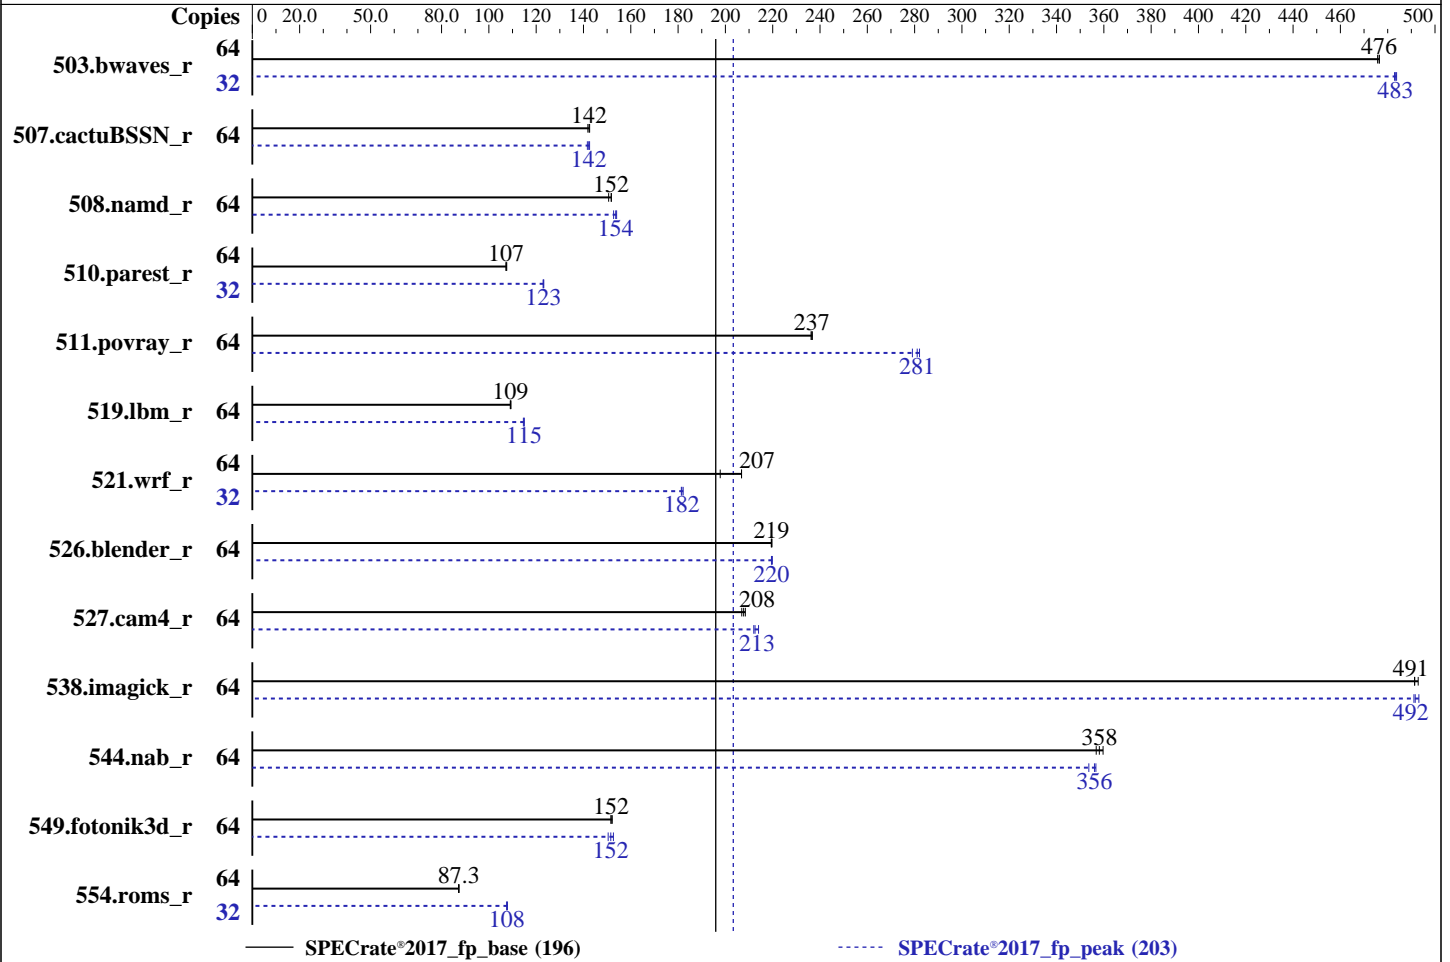 Copies 0 20.0 50.0 80.0 100 120 140 160 180 200 220 240 260 280 300 320 340 360 380 400 420 440 460 500
503.bwaves_r 64 476
32 483
507.cactuBSSN_r 64 142
142
508.namd_r 64 152
154
510.parest_r 64 107
32 123
511.povray_r 64 237
281
519.lbm_r 64 109
115
521.wrf_r 64 207
32 182
526.blender_r 64 219
220
527.cam4_r 64 208
213
538.imagick_r 64 491
492
544.nab_r 64 358
356
549.fotonik3d_r 64 152
152
554.roms_r 64 87.3
32 108
SPECrate®2017_fp_base (196) SPECrate®2017_fp_peak (203)